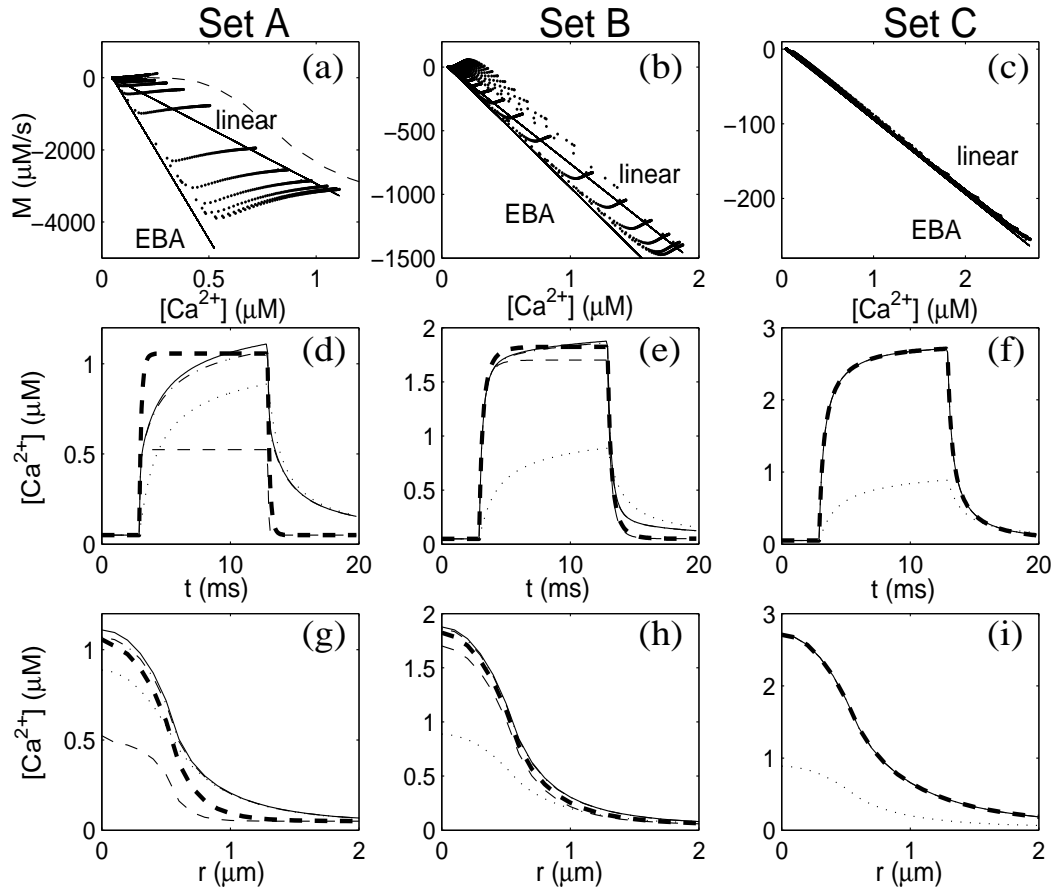 Set A Set B Set C
(a) (b) (c)
0 −2000 −4000
M (μM/s)
linear
EBA
0 0.5 1
[Ca²⁺] (μM)
0 −500 −1000 −1500
linear
EBA
0 1 2
[Ca²⁺] (μM)
0 −100 −200
linear
EBA
0 2
[Ca²⁺] (μM)
(d) (e) (f)
1 0.5 0
[Ca²⁺] (μM)
0 10 20
t (ms)
2 1.5 1 0.5 0
0 10 20
t (ms)
3 2 1 0
0 10 20
t (ms)
(g) (h) (i)
1 0.5 0
[Ca²⁺] (μM)
0 1 2
r (μm)
2 1.5 1 0.5 0
0 1 2
r (μm)
3 2 1 0
0 1 2
r (μm)